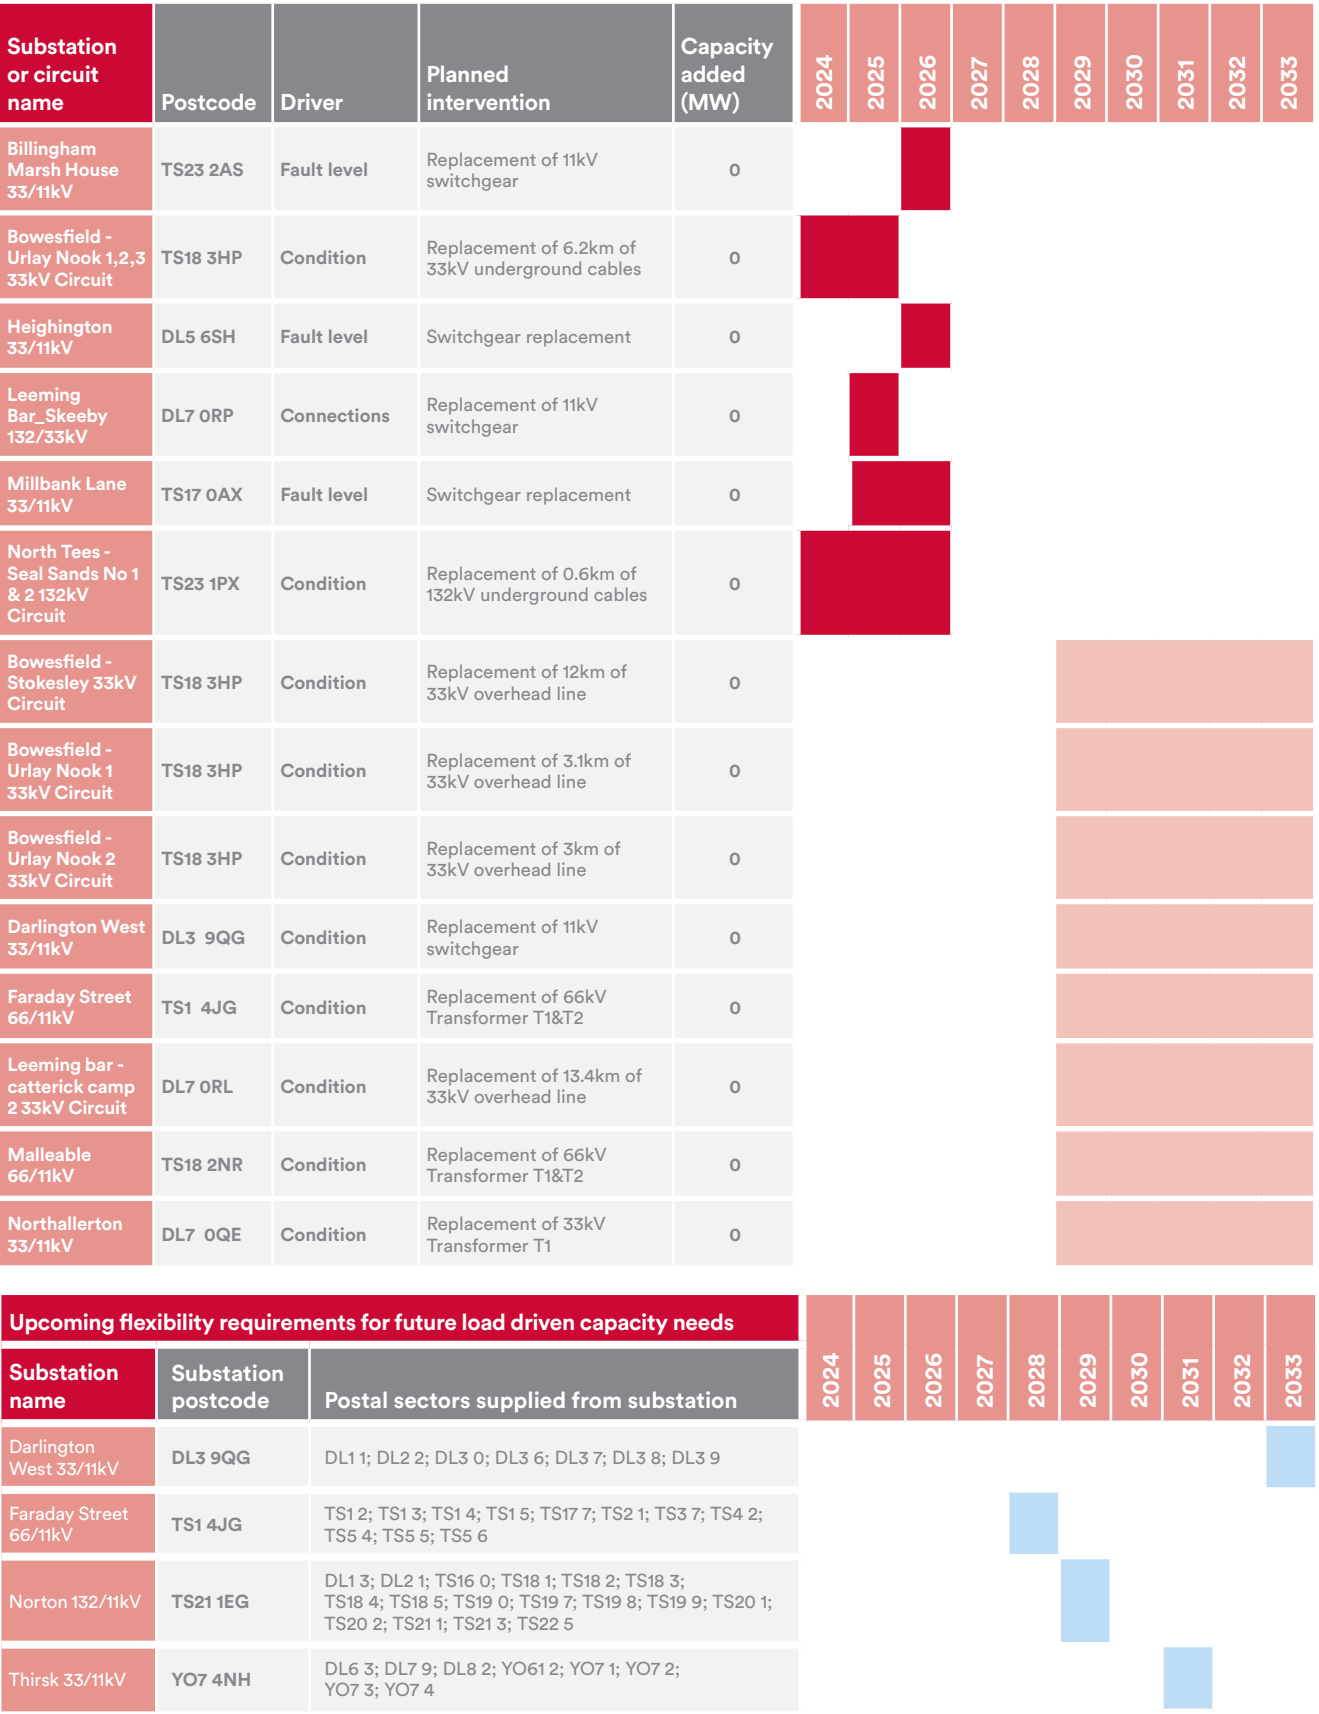 Substation
or circuit
name
Postcode
Driver
Planned
intervention
Capacity
added
(MW)
2024
2025
2026
2027
2028
2029
2030
2031
2032
2033
Billingham
Marsh House
33/11kV
TS23 2AS
Fault level
Replacement of 11kV
switchgear
0
Bowesfield -
Urlay Nook 1,2,3
33kV Circuit
TS18 3HP
Condition
Replacement of 6.2km of
33kV underground cables
0
Heighington
33/11kV
DL5 6SH
Fault level
Switchgear replacement
0
Leeming
Bar_Skeeby
132/33kV
DL7 0RP
Connections
Replacement of 11kV
switchgear
0
Millbank Lane
33/11kV
TS17 0AX
Fault level
Switchgear replacement
0
North Tees -
Seal Sands No 1
& 2 132kV
Circuit
TS23 1PX
Condition
Replacement of 0.6km of
132kV underground cables
0
Bowesfield -
Stokesley 33kV
Circuit
TS18 3HP
Condition
Replacement of 12km of
33kV overhead line
0
Bowesfield -
Urlay Nook 1
33kV Circuit
TS18 3HP
Condition
Replacement of 3.1km of
33kV overhead line
0
Bowesfield -
Urlay Nook 2
33kV Circuit
TS18 3HP
Condition
Replacement of 3km of
33kV overhead line
0
Darlington West
33/11kV
DL3 9QG
Condition
Replacement of 11kV
switchgear
0
Faraday Street
66/11kV
TS1 4JG
Condition
Replacement of 66kV
Transformer T1&T2
0
Leeming bar -
catterick camp
2 33kV Circuit
DL7 0RL
Condition
Replacement of 13.4km of
33kV overhead line
0
Malleable
66/11kV
TS18 2NR
Condition
Replacement of 66kV
Transformer T1&T2
0
Northallerton
33/11kV
DL7 0QE
Condition
Replacement of 33kV
Transformer T1
0
Upcoming flexibility requirements for future load driven capacity needs
Substation
name
Substation
postcode
Postal sectors supplied from substation
2024
2025
2026
2027
2028
2029
2030
2031
2032
2033
Darlington
West 33/11kV
DL3 9QG
DL1 1; DL2 2; DL3 0; DL3 6; DL3 7; DL3 8; DL3 9
Faraday Street
66/11kV
TS1 4JG
TS1 2; TS1 3; TS1 4; TS1 5; TS17 7; TS2 1; TS3 7; TS4 2;
TS5 4; TS5 5; TS5 6
Norton 132/11kV
TS21 1EG
DL1 3; DL2 1; TS16 0; TS18 1; TS18 2; TS18 3;
TS18 4; TS18 5; TS19 0; TS19 7; TS19 8; TS19 9; TS20 1;
TS20 2; TS21 1; TS21 3; TS22 5
Thirsk 33/11kV
YO7 4NH
DL6 3; DL7 9; DL8 2; YO61 2; YO7 1; YO7 2;
YO7 3; YO7 4